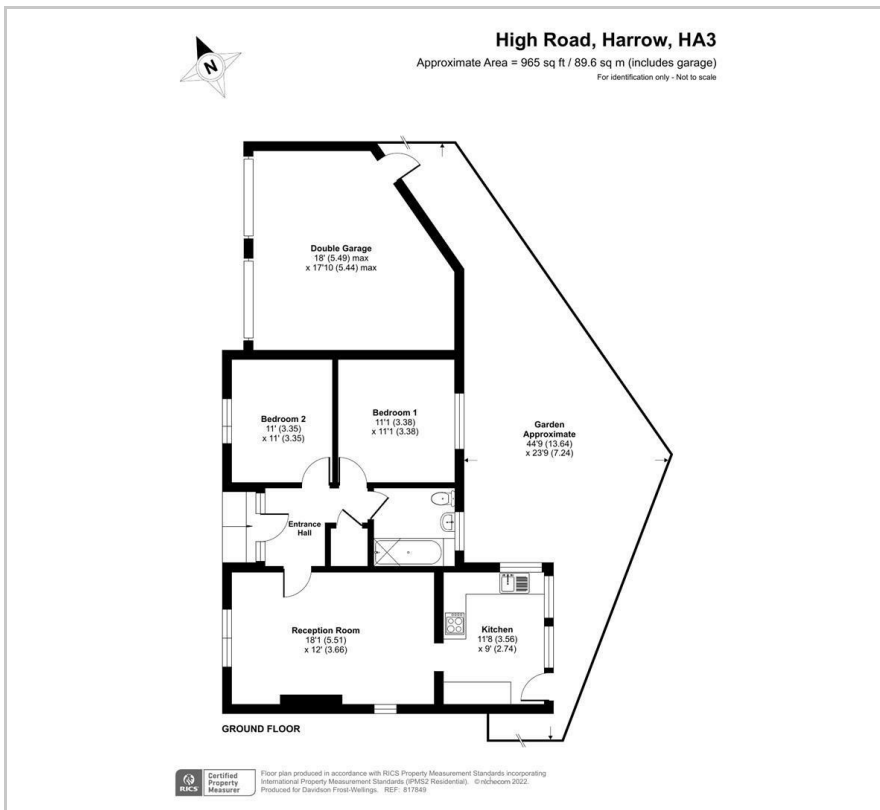 High Road, Harrow, HA3
Approximate Area = 965 sq ft / 89.6 sq m (includes garage)
For identification only - Not to scale
N
Double Garage
18' (5.49) max
x 17'10 (5.44) max
Bedroom 2
11' (3.35)
x 11' (3.35)
Bedroom 1
11'1 (3.38)
x 11'1 (3.38)
Garden
Approximate
44'9 (13.64)
x 23'9 (7.24)
Entrance
Hall
Reception Room
18'1 (5.51)
x 12' (3.66)
Kitchen
11'8 (3.56)
x 9' (2.74)
GROUND FLOOR
RICS
Certified
Property
Measurer
Floor plan produced in accordance with RICS Property Measurement Standards incorporating
International Property Measurement Standards (IPMS2 Residential). © nichecom 2022.
Produced for Davidson Frost-Wellings. REF: 817849